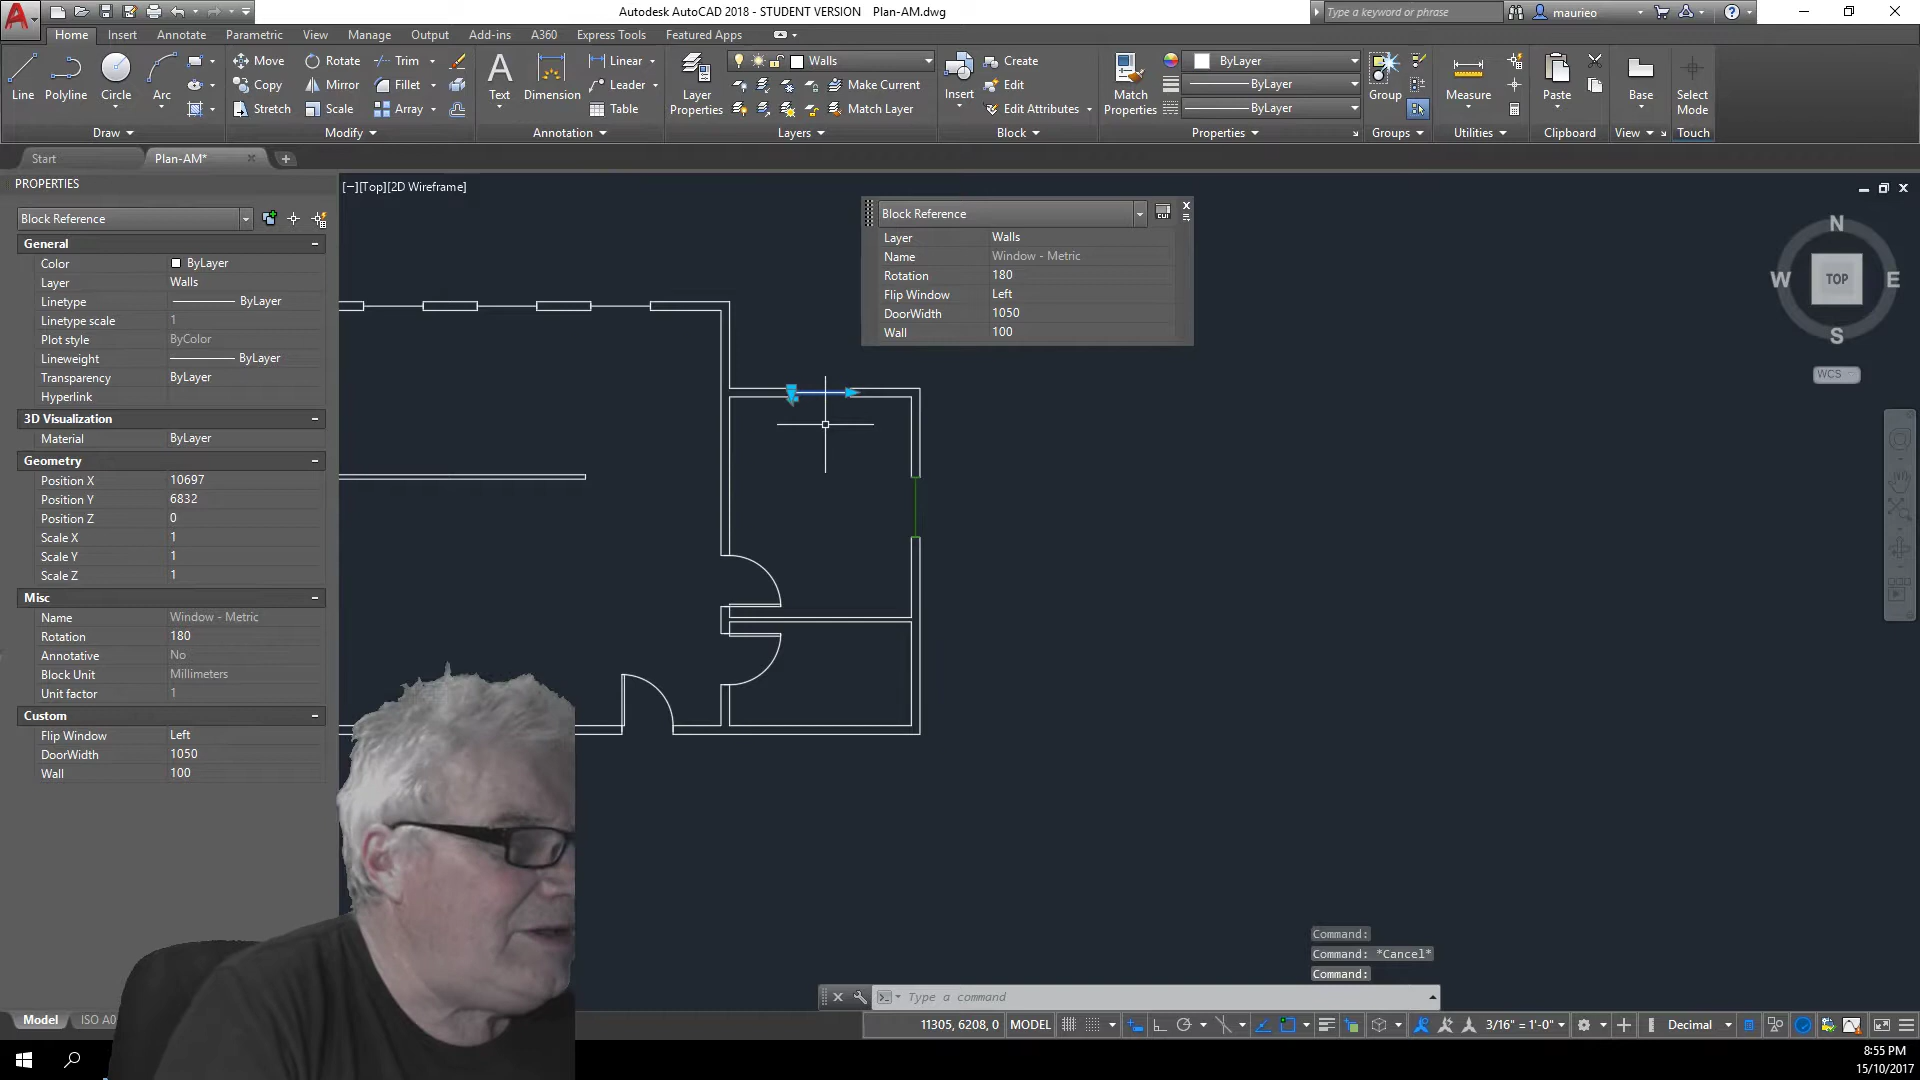 Autodesk AutoCAD 2018 - STUDENT VERSION Plan-AM.dwg
Type a keyword or phrase
maurieo
Home Insert Annotate Parametric View Manage Output Add-ins A360 Express Tools Featured Apps
Line Polyline Circle Arc
Draw
Move Rotate Trim
Copy Mirror Fillet
Stretch Scale Array
Modify
Text Dimension
Linear
Leader
Table
Annotation
Layer Properties
Walls
Make Current
Match Layer
Layers
Insert
Create
Edit
Edit Attributes
Block
Match Properties
ByLayer
ByLayer
ByLayer
Properties
Group
Groups
Measure
Utilities
Paste
Clipboard
Base
View
Select Mode
Touch
Start Plan-AM*
PROPERTIES
Block Reference
General
Color ByLayer
Layer Walls
Linetype ByLayer
Linetype scale 1
Plot style ByColor
Lineweight ByLayer
Transparency ByLayer
Hyperlink
3D Visualization
Material ByLayer
Geometry
Position X 10697
Position Y 6832
Position Z 0
Scale X 1
Scale Y 1
Scale Z 1
Misc
Name Window - Metric
Rotation 180
Annotative No
Block Unit Millimeters
Unit factor 1
Custom
Flip Window Left
DoorWidth 1050
Wall 100
[−][Top][2D Wireframe]
Block Reference
CUI
Layer Walls
Name Window - Metric
Rotation 180
Flip Window Left
DoorWidth 1050
Wall 100
N
W TOP E
S
WCS
Command:
Command: *Cancel*
Command:
Type a command
Model ISO A0
11305, 6208, 0 MODEL
3/16" = 1'-0"
Decimal
8:55 PM
15/10/2017